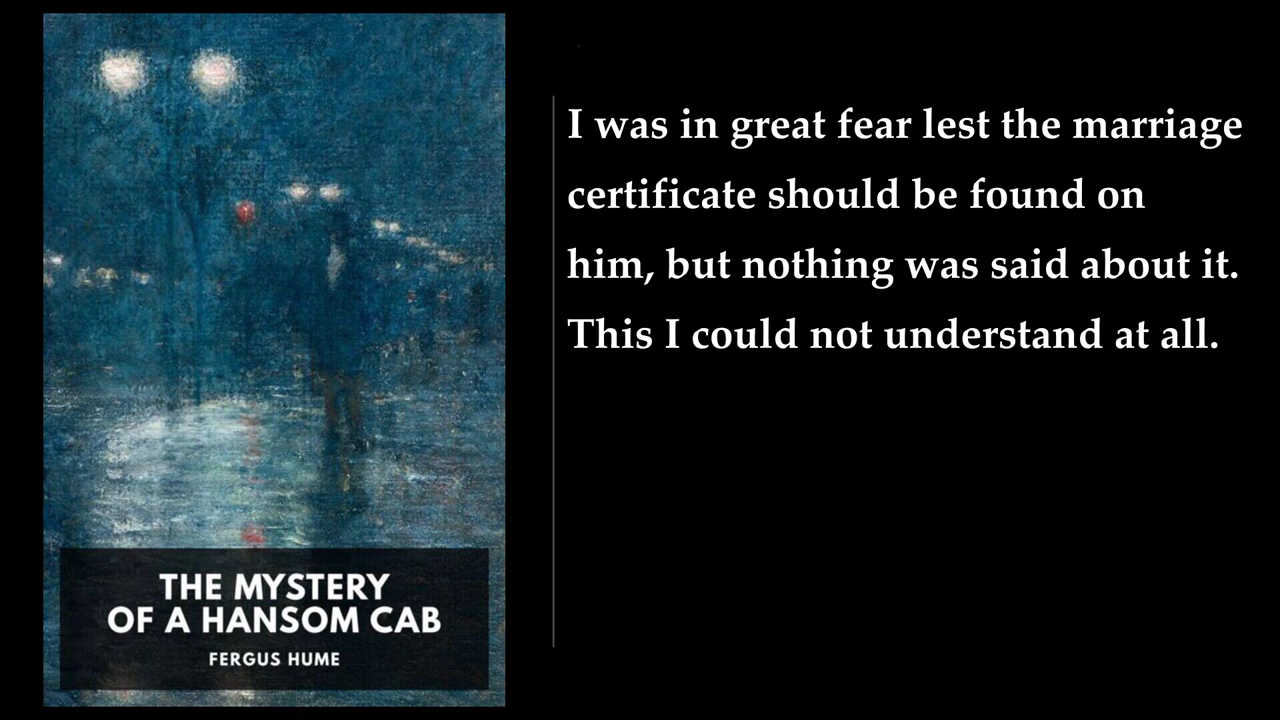 I was in great fear lest the marriage
certificate should be found on
him, but nothing was said about it.
This I could not understand at all.
THE MYSTERY
OF A HANSOM CAB
FERGUS HUME